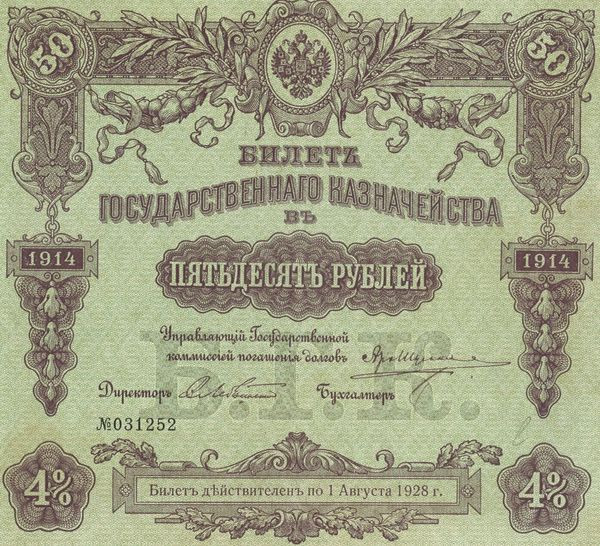 50 50
БИЛЕТЪ
ГОСУДАРСТВЕННАГО КАЗНАЧЕЙСТВА
ВЪ
1914 ПЯТЬДЕСЯТЪ РУБЛЕЙ 1914
Управляющій Государственной
коммиссіей погашенія долговъ
Директоръ Бухгалтеръ
Б.Г.К.
№031252
4% 4%
Билетъ дѣйствителенъ по 1 Августа 1928 г.